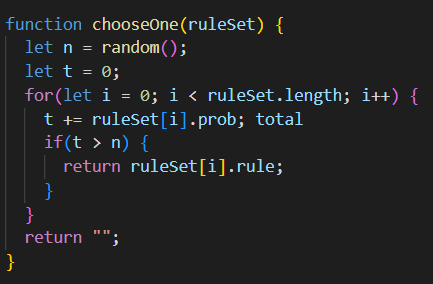 function chooseOne(ruleSet) {
let n = random();
let t = 0;
for(let i = 0; i < ruleSet.length; i++) {
t += ruleSet[i].prob; total
if(t > n) {
return ruleSet[i].rule;
}
}
return "";
}